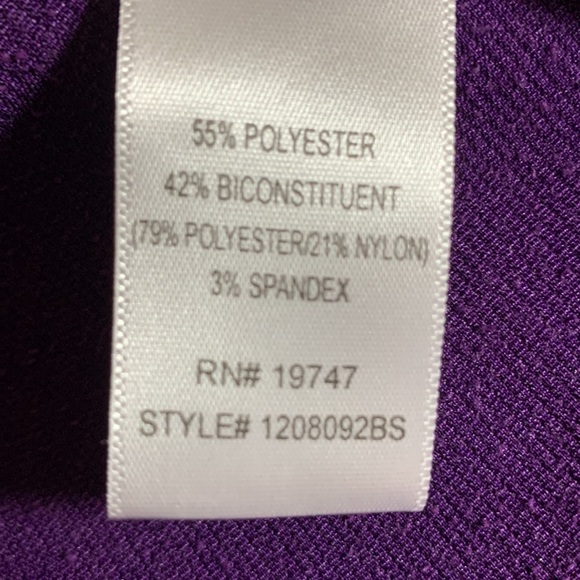 55% POLYESTER
42% BICONSTITUENT
(79% POLYESTER/21% NYLON)
3% SPANDEX
RN# 19747
STYLE# 1208092BS